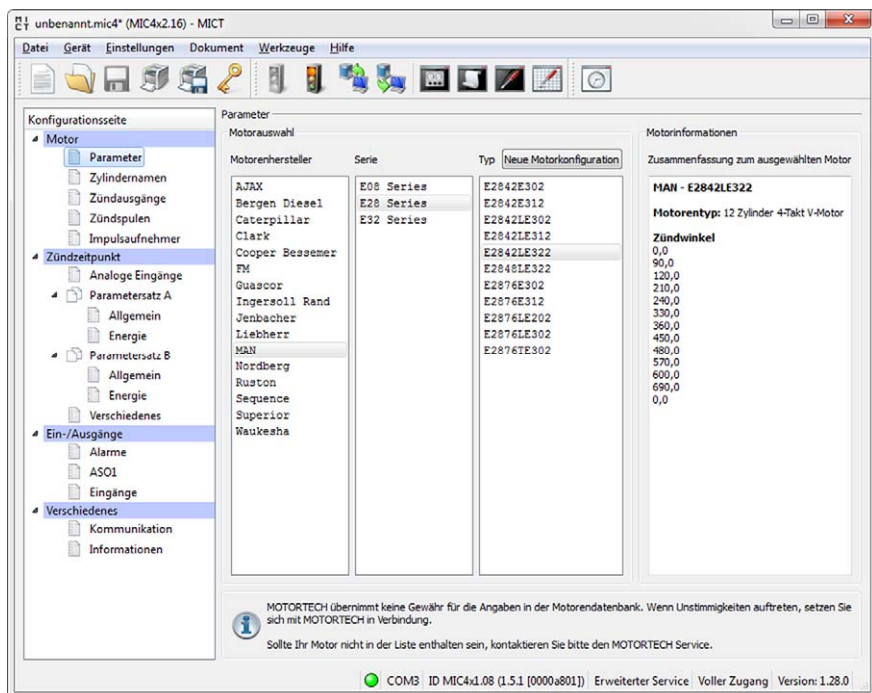 unbenannt.mic4* (MIC4x2.16) - MICT
Datei Gerät Einstellungen Dokument Werkzeuge Hilfe
Konfigurationsseite
Motor
Parameter
Zylindernamen
Zündausgänge
Zündspulen
Impulsaufnehmer
Zündzeitpunkt
Analoge Eingänge
Parametersatz A
Allgemein
Energie
Parametersatz B
Allgemein
Energie
Verschiedenes
Ein-/Ausgänge
Alarme
ASO1
Eingänge
Verschiedenes
Kommunikation
Informationen
Parameter
Motorauswahl
Motorenhersteller
AJAX
Bergen Diesel
Caterpillar
Clark
Cooper Bessemer
FM
Guascor
Ingersoll Rand
Jenbacher
Liebherr
MAN
Nordberg
Ruston
Sequence
Superior
Waukesha
Serie
E08 Series
E28 Series
E32 Series
Typ Neue Motorkonfiguration
E2842E302
E2842E312
E2842LE302
E2842LE312
E2842LE322
E2848LE322
E2876E302
E2876E312
E2876LE202
E2876LE302
E2876TE302
Motorinformationen
Zusammenfassung zum ausgewählten Motor
MAN - E2842LE322
Motorentyp: 12 Zylinder 4-Takt V-Motor
Zündwinkel
0,0
90,0
120,0
210,0
240,0
330,0
360,0
450,0
480,0
570,0
600,0
690,0
0,0
MOTORTECH übernimmt keine Gewähr für die Angaben in der Motorendatenbank. Wenn Unstimmigkeiten auftreten, setzen Sie
sich mit MOTORTECH in Verbindung.
Sollte Ihr Motor nicht in der Liste enthalten sein, kontaktieren Sie bitte den MOTORTECH Service.
COM3 ID MIC4x1.08 (1.5.1 [0000a801]) Erweiterter Service Voller Zugang Version: 1.28.0